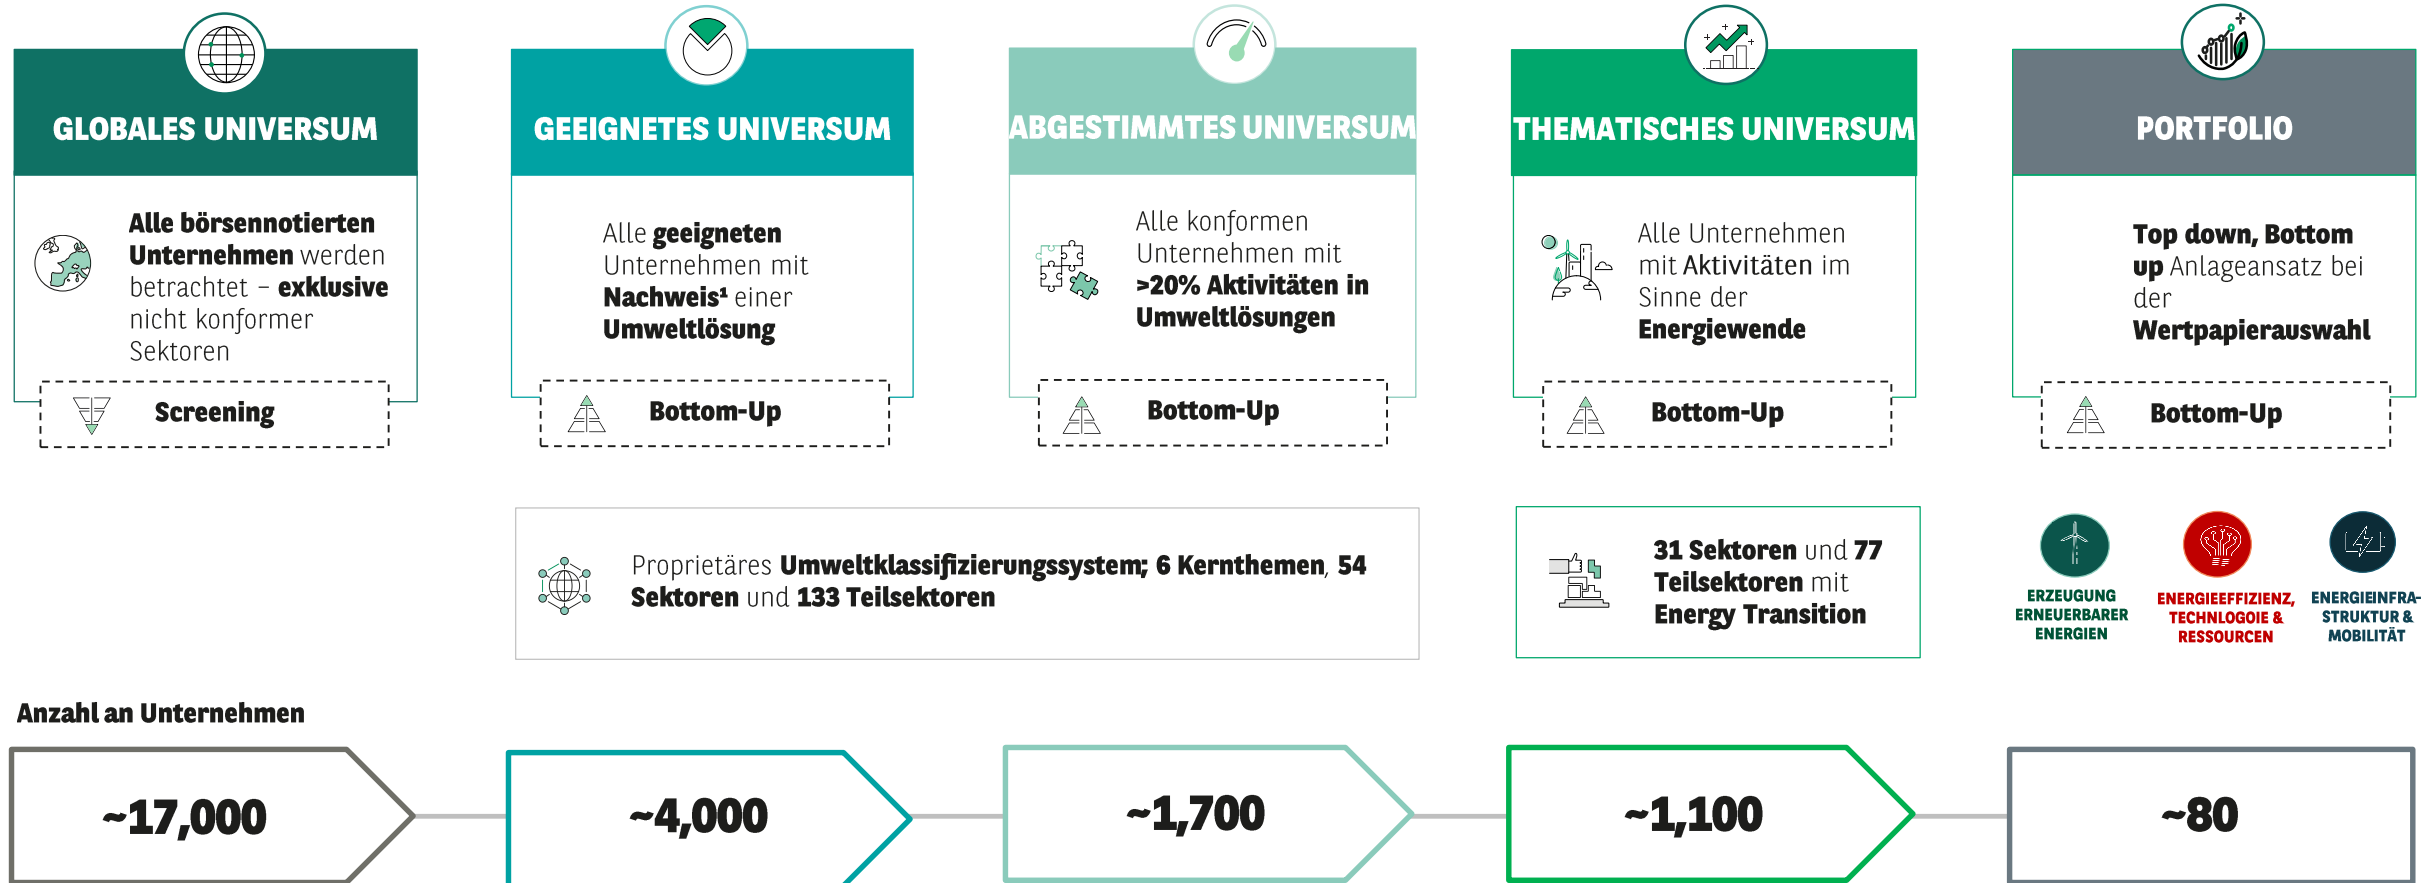 GLOBALES UNIVERSUM
Alle börsennotierten
Unternehmen werden
betrachtet – exklusive
nicht konformer
Sektoren
Screening
GEEIGNETES UNIVERSUM
Alle geeigneten
Unternehmen mit
Nachweis¹ einer
Umweltlösung
Bottom-Up
ABGESTIMMTES UNIVERSUM
Alle konformen
Unternehmen mit
>20% Aktivitäten in
Umweltlösungen
Bottom-Up
THEMATISCHES UNIVERSUM
Alle Unternehmen
mit Aktivitäten im
Sinne der
Energiewende
Bottom-Up
PORTFOLIO
Top down, Bottom
up Anlageansatz bei
der
Wertpapierauswahl
Bottom-Up
Proprietäres Umweltklassifizierungssystem; 6 Kernthemen, 54
Sektoren und 133 Teilsektoren
31 Sektoren und 77
Teilsektoren mit
Energy Transition
ERZEUGUNG
ERNEUERBARER
ENERGIEN
ENERGIEEFFIZIENZ,
TECHNLOGOIE &
RESSOURCEN
ENERGIEINFRA-
STRUKTUR &
MOBILITÄT
Anzahl an Unternehmen
~17,000
~4,000
~1,700
~1,100
~80